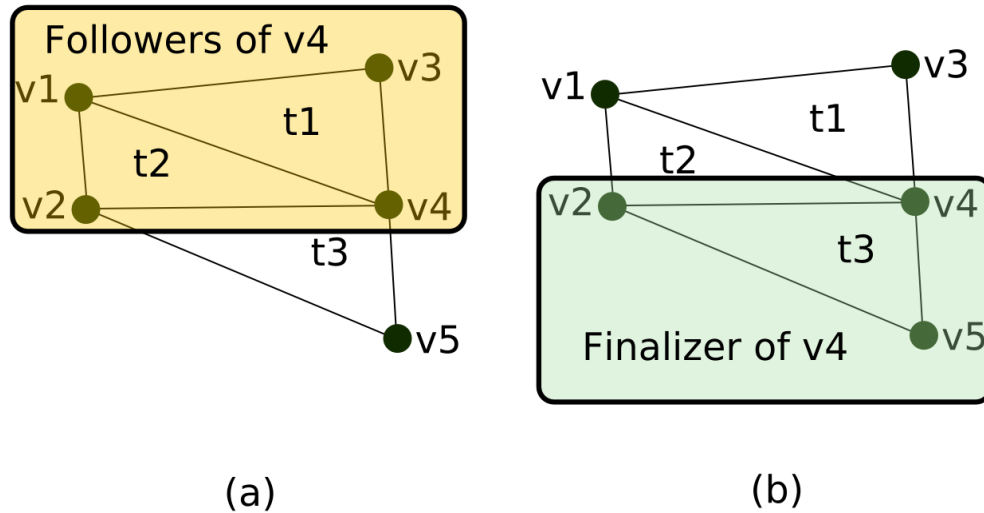 Followers of v4
v1
v3
t1
t2
v2
v4
t3
v5
(a)
v1
v3
t1
t2
v2
v4
t3
Finalizer of v4
v5
(b)